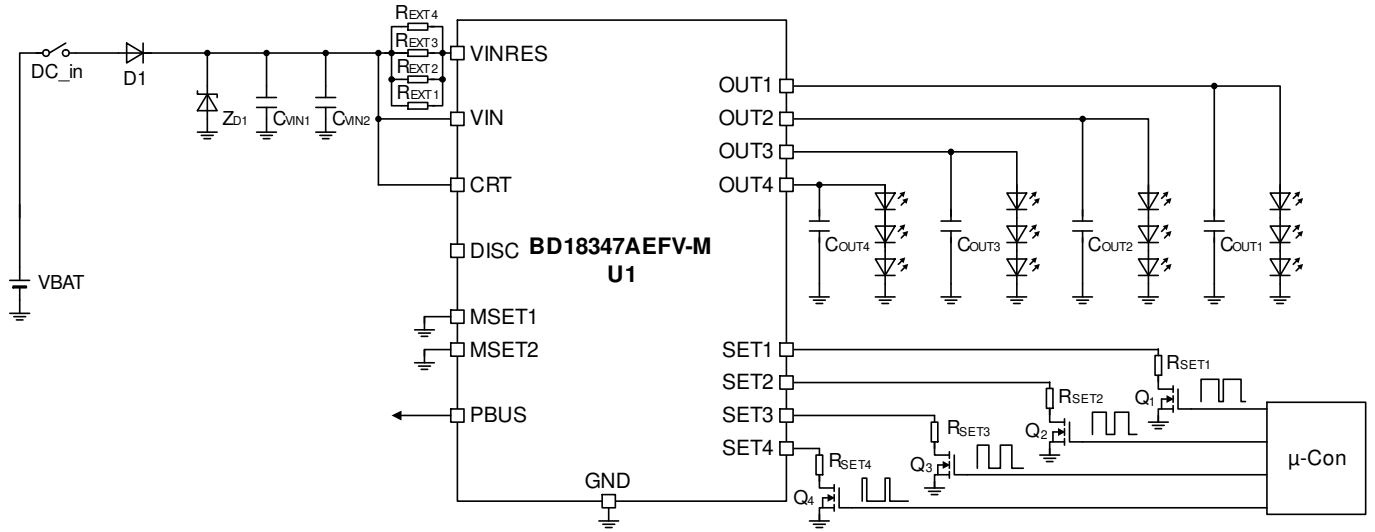 REXT4
REXT3
REXT2
REXT1
DC_in
D1
ZD1
CVIN1
CVIN2
VBAT
VINRES
VIN
CRT
DISC
MSET1
MSET2
PBUS
GND
BD18347AEFV-M
U1
OUT1
OUT2
OUT3
OUT4
COUT4
COUT3
COUT2
COUT1
SET1
SET2
SET3
SET4
RSET1
RSET2
RSET3
RSET4
Q1
Q2
Q3
Q4
µ-Con